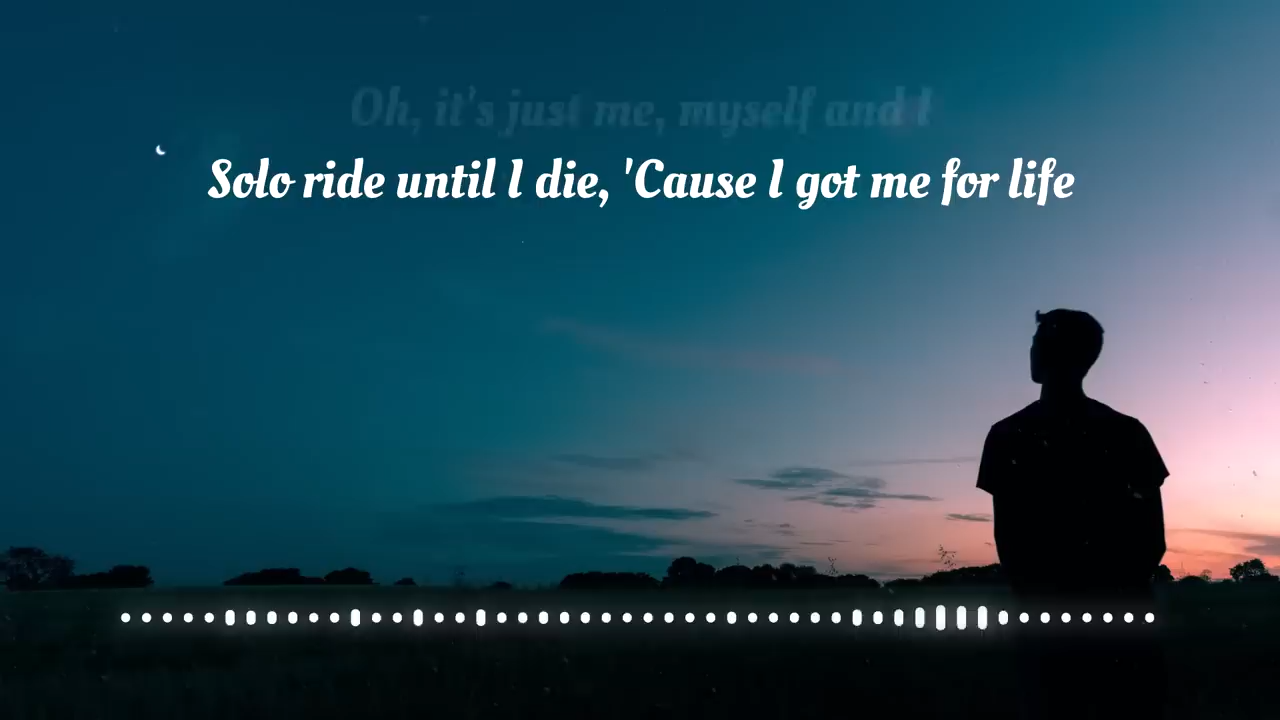 Oh, it's just me, myself and I
Solo ride until I die, 'Cause I got me for life